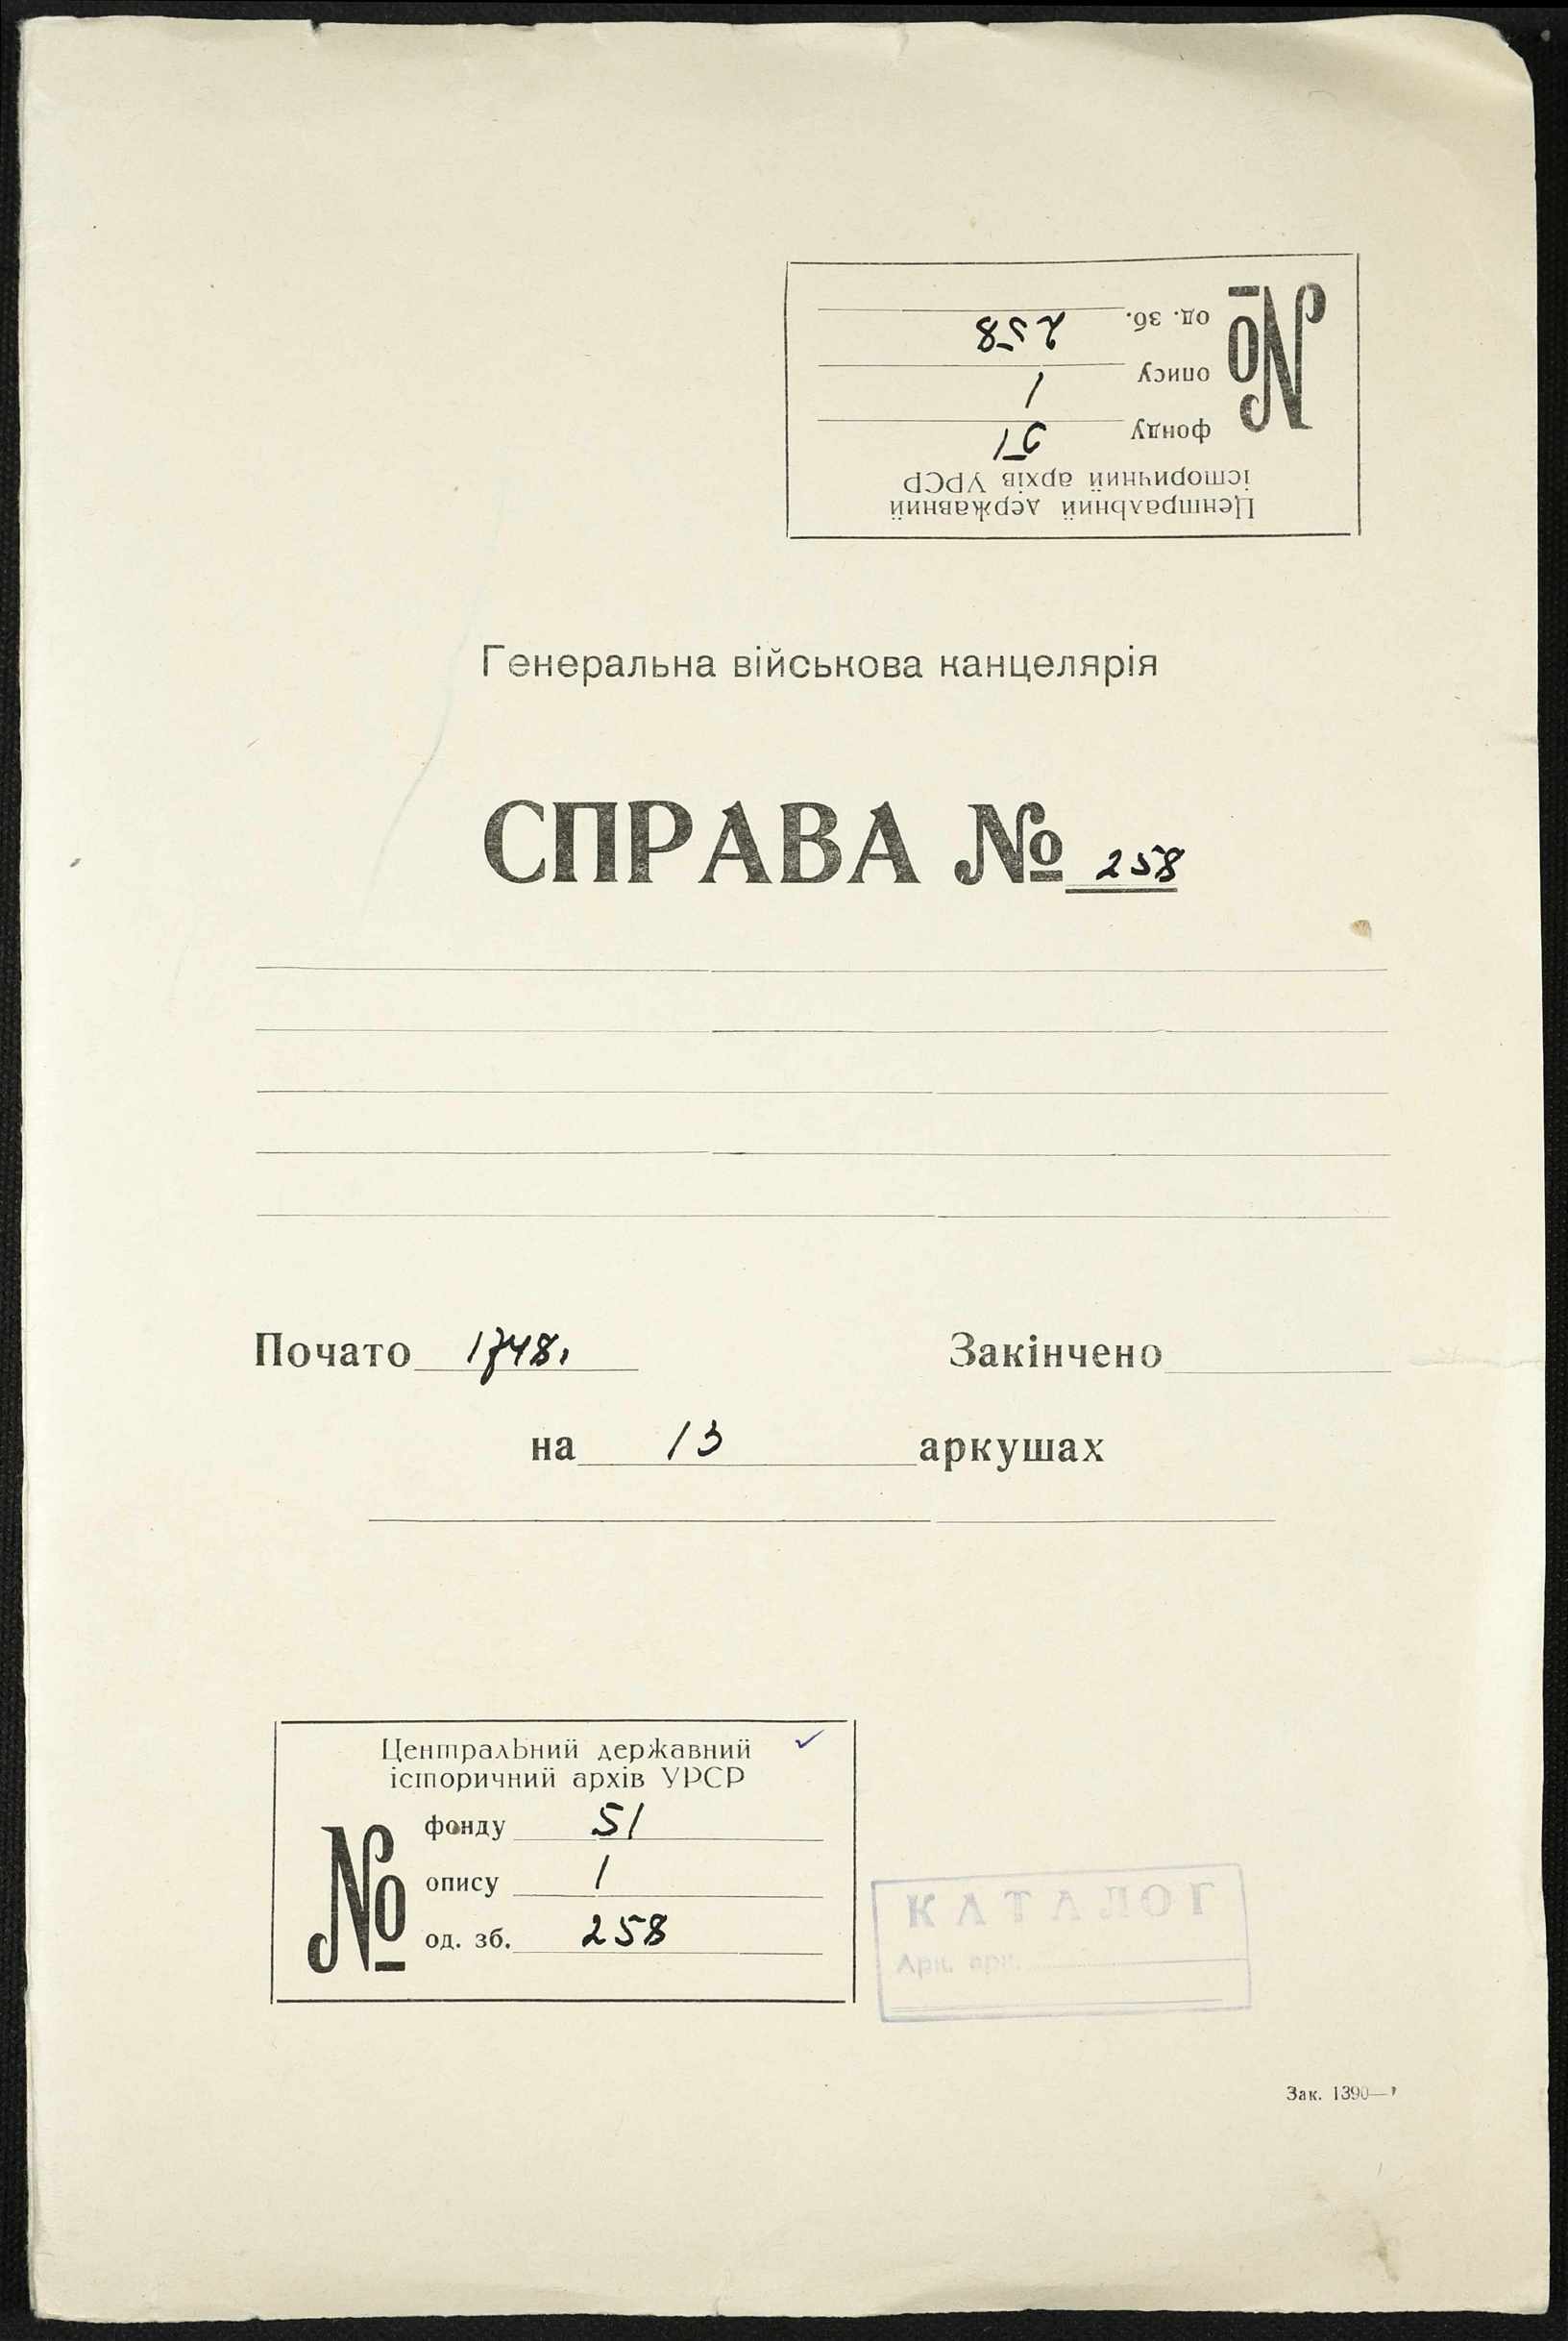 Центральний державний
історичний архів УРСР
№
фонду 51
опису 1
од. зб. 258
Генеральна військова канцелярія
СПРАВА № 258
Почато 1748. Закінчено
на 13 аркушах
Центральний державний
історичний архів УРСР
№
фонду 51
опису 1
од. зб. 258
КАТАЛОГ
Зак. 1390—